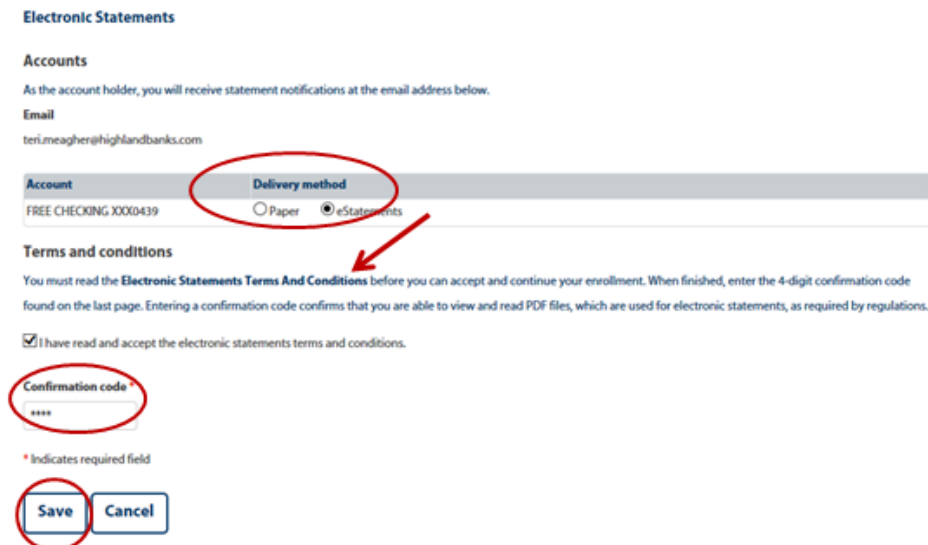 Electronic Statements
Accounts
As the account holder, you will receive statement notifications at the email address below.
Email
teri.meagher@highlandbanks.com
Account Delivery method
FREE CHECKING XXX0439 Paper eStatements
Terms and conditions
You must read the Electronic Statements Terms And Conditions before you can accept and continue your enrollment. When finished, enter the 4-digit confirmation code
found on the last page. Entering a confirmation code confirms that you are able to view and read PDF files, which are used for electronic statements, as required by regulations.
I have read and accept the electronic statements terms and conditions.
Confirmation code *
****
* Indicates required field
Save Cancel